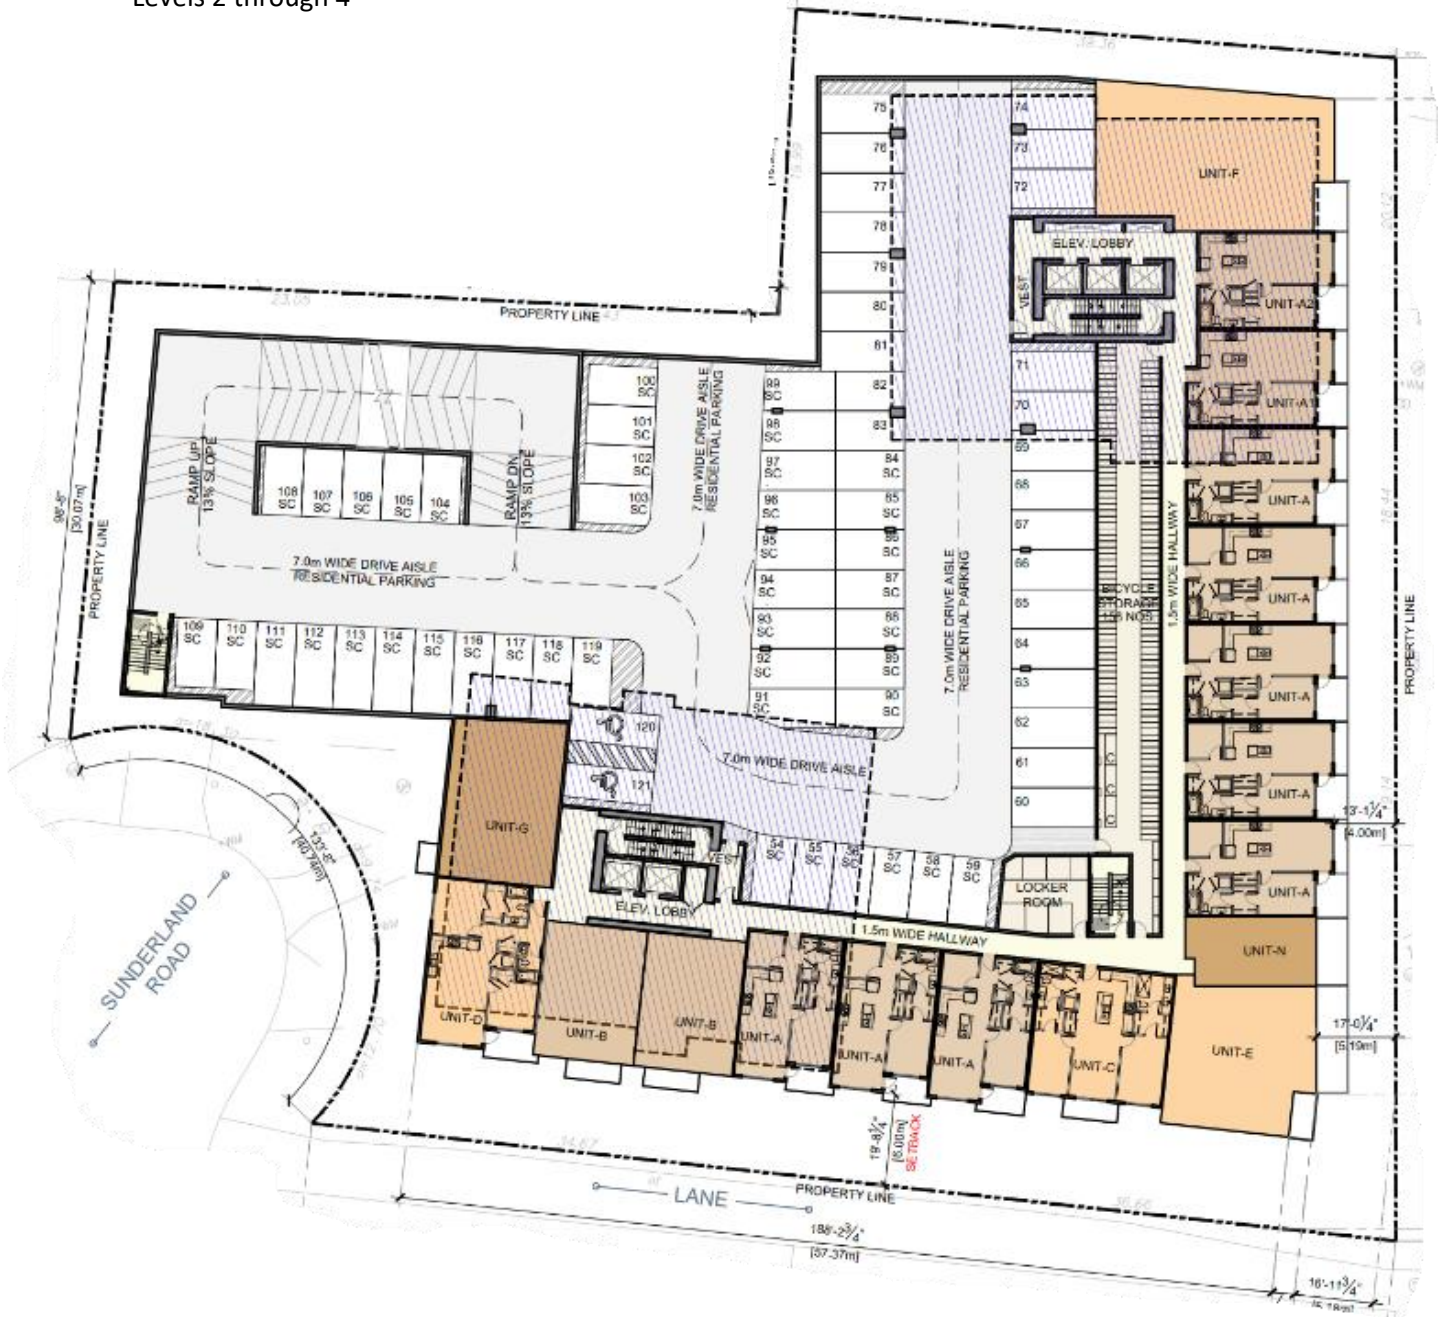 Levels 2 through 4
75
74
76
73
77
72
UNIT-F
78
ELEV. LOBBY
79
VEST
80
UNIT-A2
81
PROPERTY LINE
71
82
70
UNIT-A1
83
69
99
SC
98
SC
97
SC
96
SC
95
SC
94
SC
93
SC
92
SC
91
SC
84
SC
85
SC
86
SC
87
SC
88
SC
89
SC
90
SC
68
67
66
65
64
63
62
61
60
100
SC
101
SC
102
SC
103
SC
7.0m WIDE DRIVE AISLE
RESIDENTIAL PARKING
RAMP UP
13% SLOPE
RAMP DN
13% SLOPE
108
SC
107
SC
106
SC
105
SC
104
SC
7.0m WIDE DRIVE AISLE
RESIDENTIAL PARKING
98'-8"
[30.07m]
PROPERTY LINE
109
SC
110
SC
111
SC
112
SC
113
SC
114
SC
115
SC
116
SC
117
SC
118
SC
119
SC
120
121
7.0m WIDE DRIVE AISLE
7.0m WIDE DRIVE AISLE
RESIDENTIAL PARKING
BICYCLE
STORAGE
1.5m WIDE HALLWAY
UNIT-A
UNIT-A
UNIT-A
UNIT-A
UNIT-A
PROPERTY LINE
13'-1¼"
[4.00m]
UNIT-G
VEST
ELEV. LOBBY
54
SC
55
SC
56
SC
57
SC
58
SC
59
SC
LOCKER
ROOM
1.5m WIDE HALLWAY
UNIT-N
133'-8"
[40.74m]
SUNDERLAND
ROAD
UNIT-D
UNIT-B
UNIT-B
UNIT-A
UNIT-A
UNIT-A
UNIT-C
UNIT-E
17'-0¼"
[5.19m]
19'-8¼"
[6.00m]
SETBACK
LANE
PROPERTY LINE
188'-2¾"
[57.37m]
16'-11¾"
[5.18m]